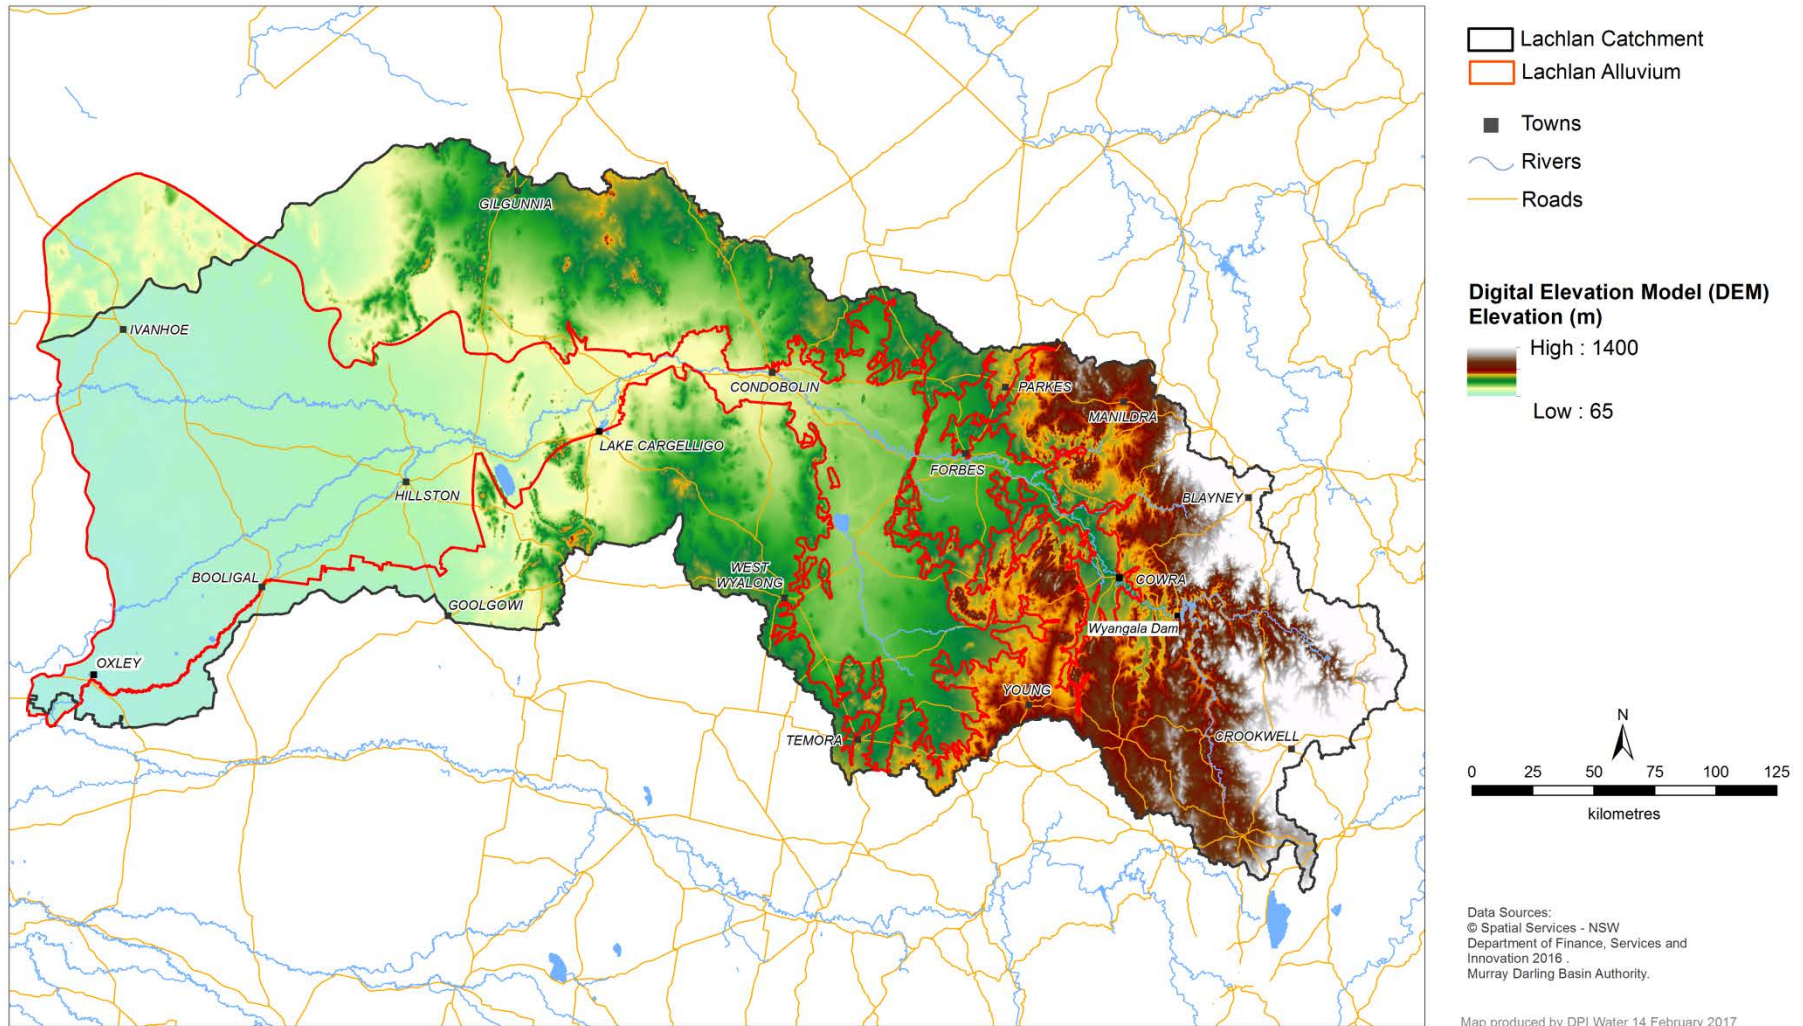 Lachlan Catchment
Lachlan Alluvium
Towns
Rivers
Roads
Digital Elevation Model (DEM)
Elevation (m)
High : 1400
Low : 65
GILGUNNIA
IVANHOE
CONDOBOLIN
PARKES
MANILDRA
LAKE CARGELLIGO
FORBES
HILLSTON
BLAYNEY
BOOLIGAL
WEST
WYALONG
COWRA
GOOLGOWI
Wyangala Dam
OXLEY
YOUNG
TEMORA
CROOKWELL
N
0 25 50 75 100 125
kilometres
Data Sources:
© Spatial Services - NSW
Department of Finance, Services and
Innovation 2016 .
Murray Darling Basin Authority.
Map produced by DPI Water 14 February 2017